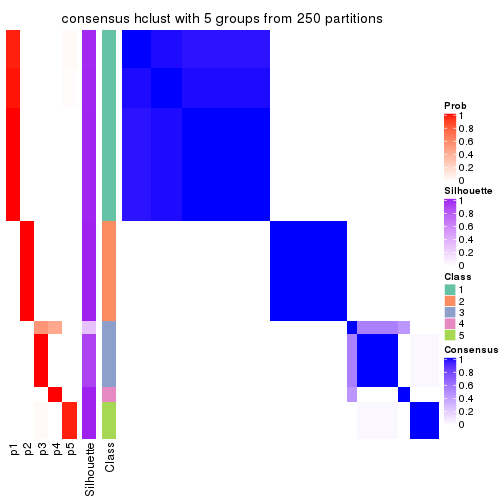 consensus hclust with 5 groups from 250 partitions
Prob
1
0.8
0.6
0.4
0.2
0
Silhouette
1
0.8
0.6
0.4
0.2
0
Class
1
2
3
4
5
Consensus
1
0.8
0.6
0.4
0.2
0
p1
p2
p3
p4
p5
Silhouette
Class